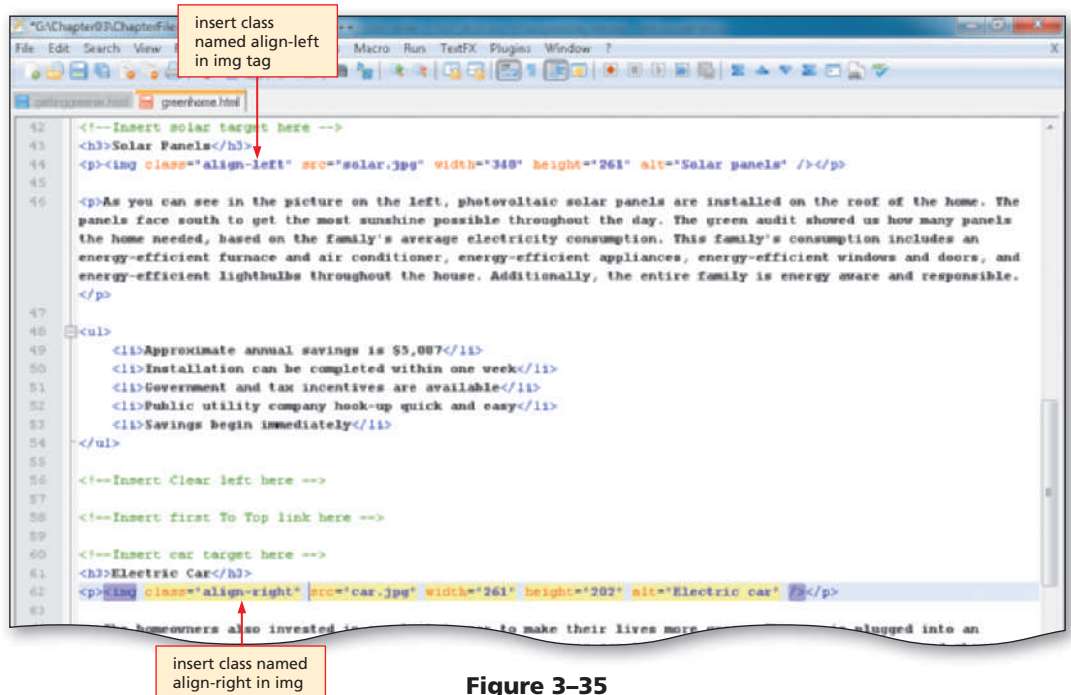 insert class
named align-left
in img tag
*G:\Chapter03\ChapterFile
File Edit Search View Macro Run TextFX Plugins Window ? X
greenhome.html
42 <!--Insert solar target here -->
43 <h3>Solar Panels</h3>
44 <p><img class="align-left" src="solar.jpg" width="340" height="261" alt="Solar panels" /></p>
45
46 <p>As you can see in the picture on the left, photovoltaic solar panels are installed on the roof of the home. The
panels face south to get the most sunshine possible throughout the day. The green audit showed us how many panels
the home needed, based on the family's average electricity consumption. This family's consumption includes an
energy-efficient furnace and air conditioner, energy-efficient appliances, energy-efficient windows and doors, and
energy-efficient lightbulbs throughout the house. Additionally, the entire family is energy aware and responsible.
</p>
47
48 <ul>
49 <li>Approximate annual savings is $5,087</li>
50 <li>Installation can be completed within one week</li>
51 <li>Government and tax incentives are available</li>
52 <li>Public utility company hook-up quick and easy</li>
53 <li>Savings begin immediately</li>
54 </ul>
55
56 <!--Insert Clear left here -->
57
58 <!--Insert first To Top link here -->
59
60 <!--Insert car target here -->
61 <h3>Electric Car</h3>
62 <p><img class="align-right" src="car.jpg" width="261" height="202" alt="Electric car" /></p>
63
homeowners also invested to make their lives more plugged into an
insert class named
align-right in img
Figure 3–35